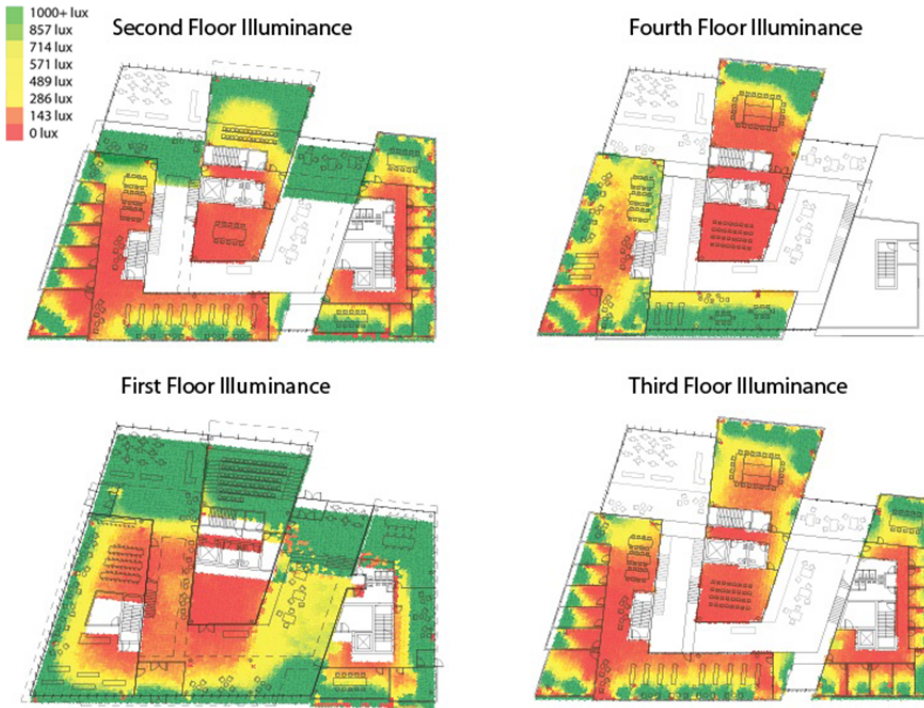 1000+ lux
857 lux
714 lux
571 lux
489 lux
286 lux
143 lux
0 lux
Second Floor Illuminance
Fourth Floor Illuminance
First Floor Illuminance
Third Floor Illuminance